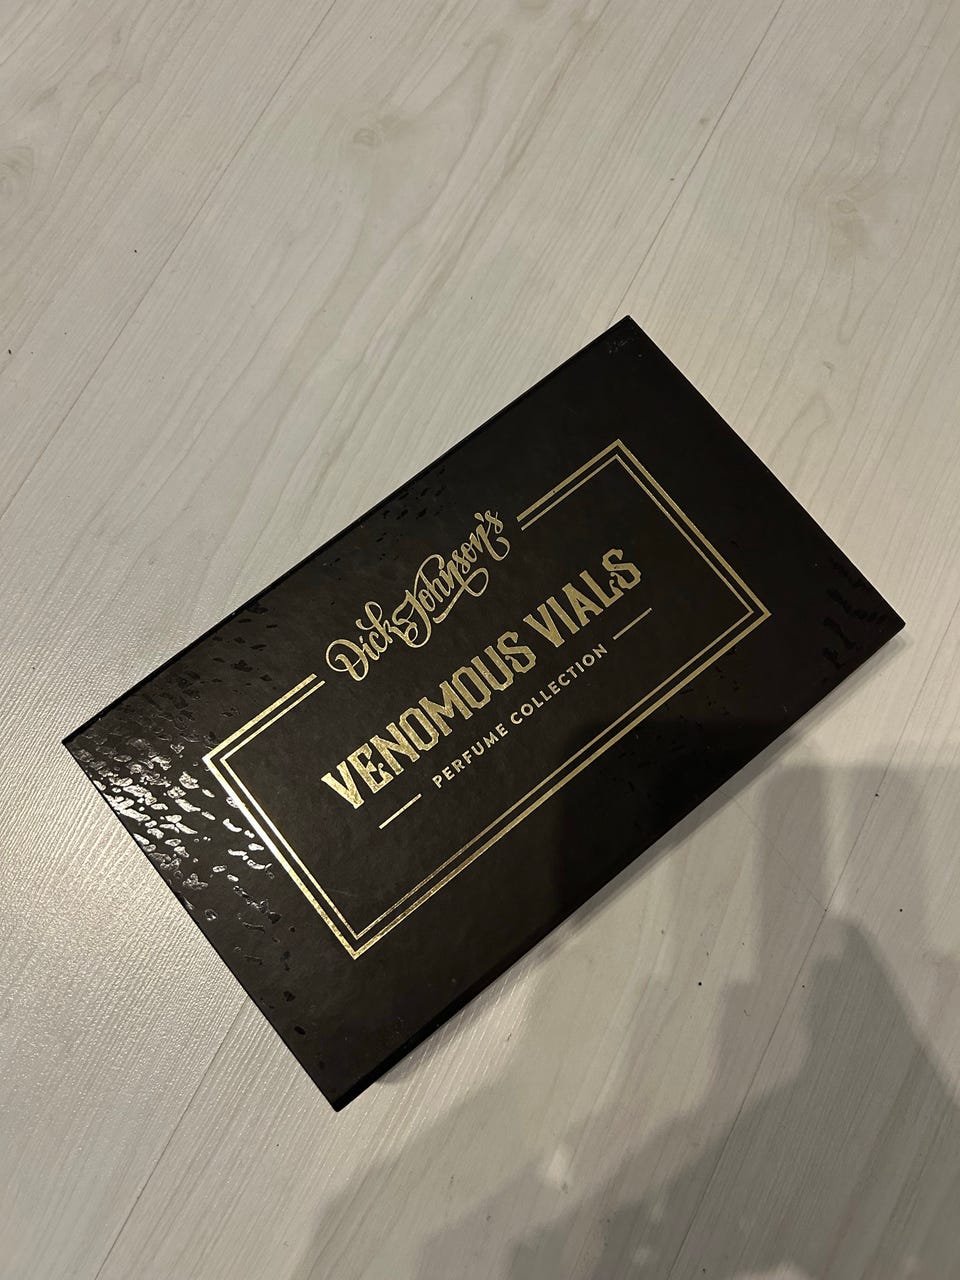 Dick Johnson's
VENOMOUS VIALS
PERFUME COLLECTION